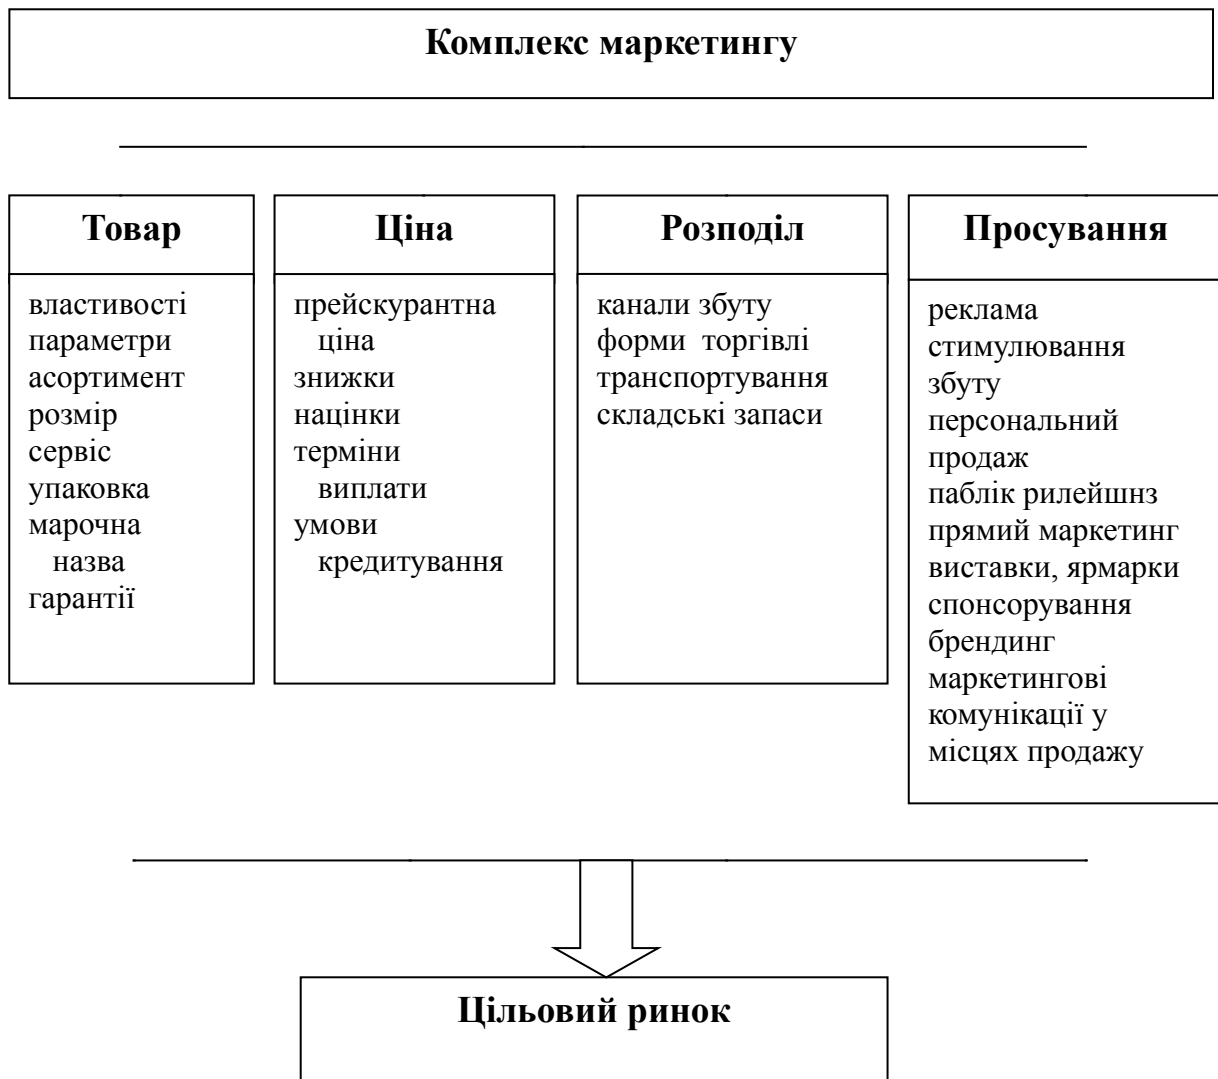 Комплекс маркетингу
Товар
властивості
параметри
асортимент
розмір
сервіс
упаковка
марочна
назва
гарантії
Ціна
прейскурантна
ціна
знижки
націнки
терміни
виплати
умови
кредитування
Розподіл
канали збуту
форми торгівлі
транспортування
складські запаси
Просування
реклама
стимулювання
збуту
персональний
продаж
паблік рилейшнз
прямий маркетинг
виставки, ярмарки
спонсорування
брендинг
маркетингові
комунікації у
місцях продажу
Цільовий ринок